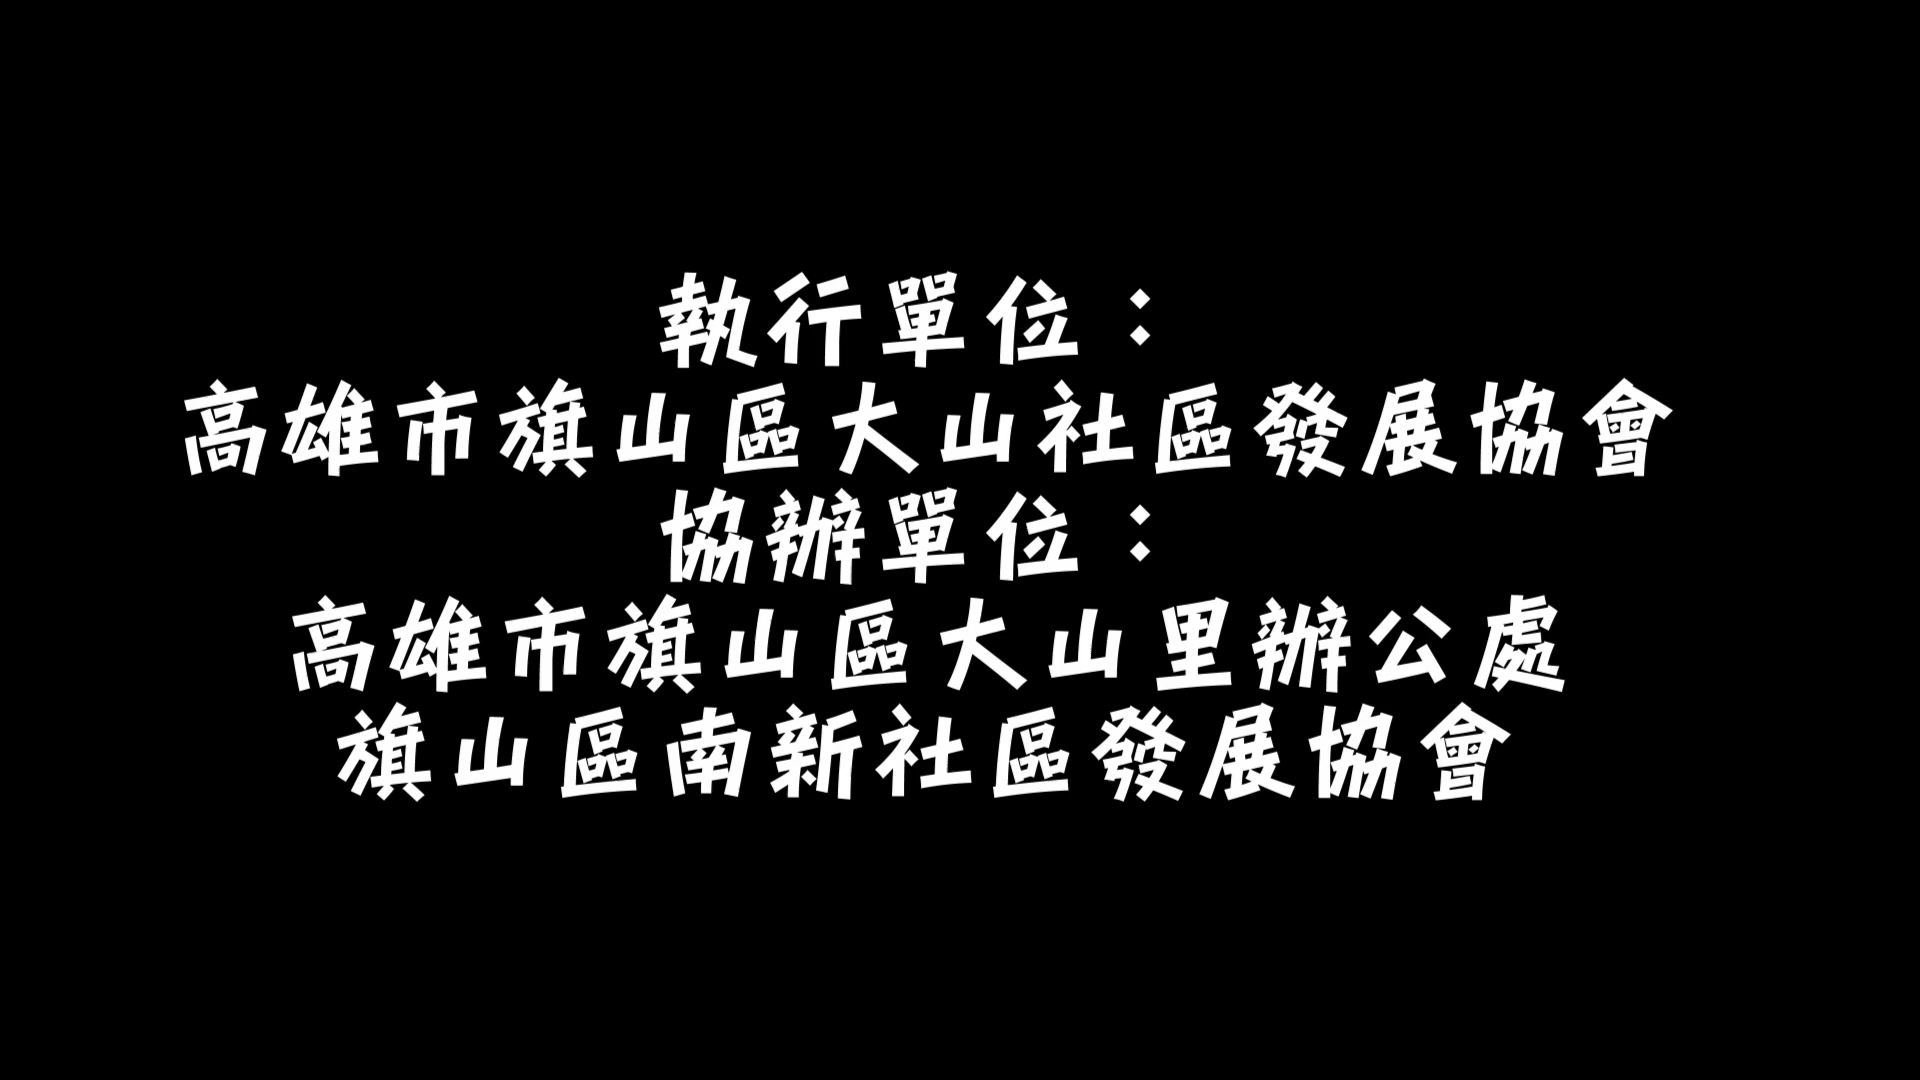 執行單位：
高雄市旗山區大山社區發展協會
協辦單位：
高雄市旗山區大山里辦公處
旗山區南新社區發展協會